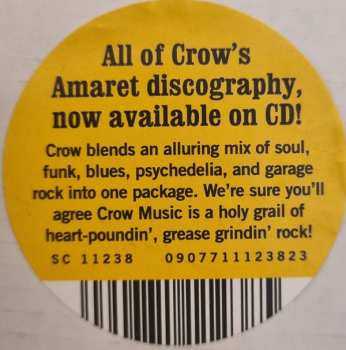 All of Crow's
Amaret discography,
now available on CD!
Crow blends an alluring mix of soul,
funk, blues, psychedelia, and garage
rock into one package. We're sure you'll
agree Crow Music is a holy grail of
heart-poundin', grease grindin' rock!
SC 11238 0907711123823